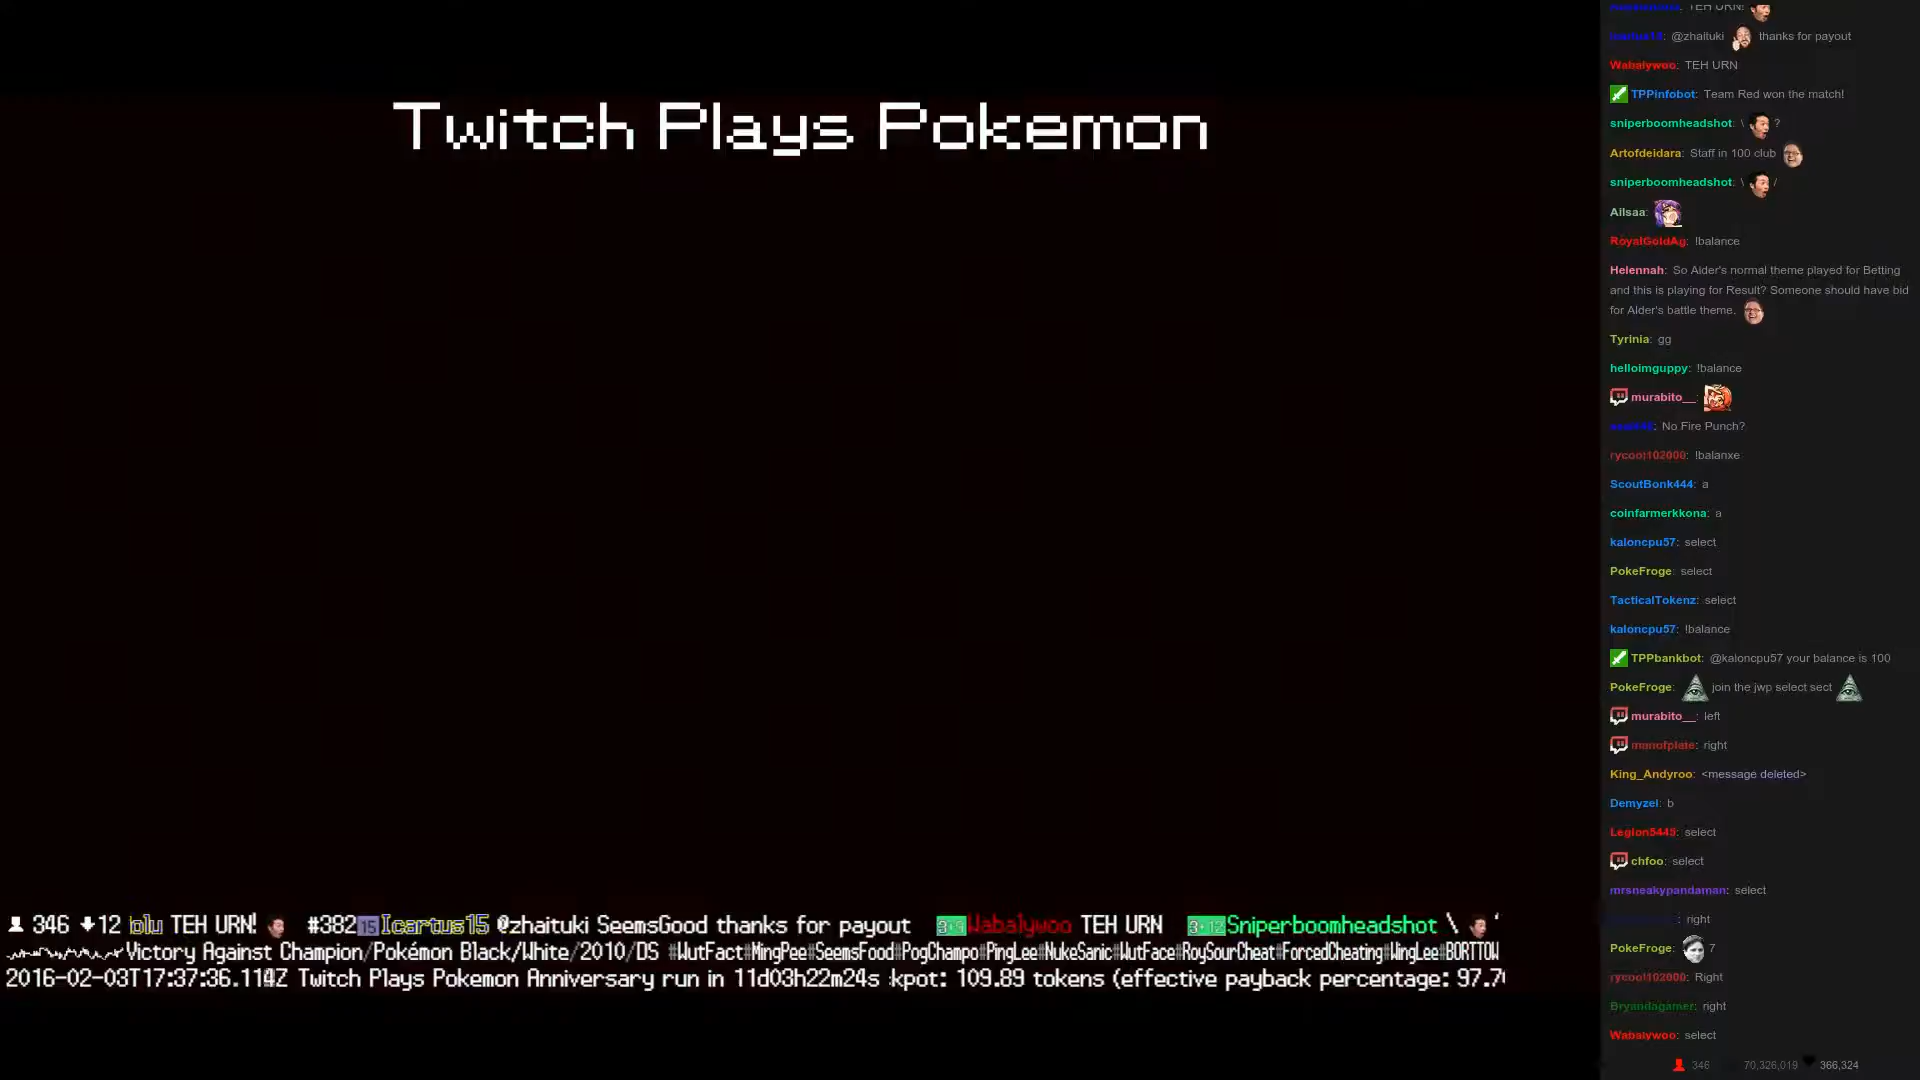 Twitch Plays Pokemon
346 12 blu TEH URN! #382 15 Icartus15 @zhaituki SeemsGood thanks for payout 3+9 Wabalywoo TEH URN 3+12 Sniperboomheadshot \
Victory Against Champion/Pokémon Black/White/2010/DS #WutFact#MingPee#SeemsFood#PogChampo#PingLee#NukeSanic#WutFace#RoySourCheat#ForcedCheating#WingLee#BORTTOW
Twitch Plays Pokemon Anniversary run in 11d03h22m24s kpot: 109.89 tokens (effective payback percentage: 97.7
TEH URN!
@zhaituki thanks for payout
Wabalywoo: TEH URN
TPPinfobot: Team Red won the match!
sniperboomheadshot: \ ?
Artofdeidara: Staff in 100 club
sniperboomheadshot: \ /
Ailsaa:
RoyalGoldAg: !balance
Helennah: So Alder's normal theme played for Betting
and this is playing for Result? Someone should have bid
for Alder's battle theme.
Tyrinia: gg
helloimguppy: !balance
murabito__:
No Fire Punch?
rycool102000: !balanxe
ScoutBonk444: a
coinfarmerkkona: a
kaloncpu57: select
PokeFroge: select
TacticalTokenz: select
kaloncpu57: !balance
TPPbankbot: @kaloncpu57 your balance is 100
PokeFroge: join the jwp select sect
murabito__: left
manofplate: right
King_Andyroo: <message deleted>
Demyzel: b
Legion5445: select
chfoo: select
mrsneakypandaman: select
right
PokeFroge: 7
rycool102000: Right
Bryandagamer: right
Wabalywoo: select
346 70,326,019 366,324